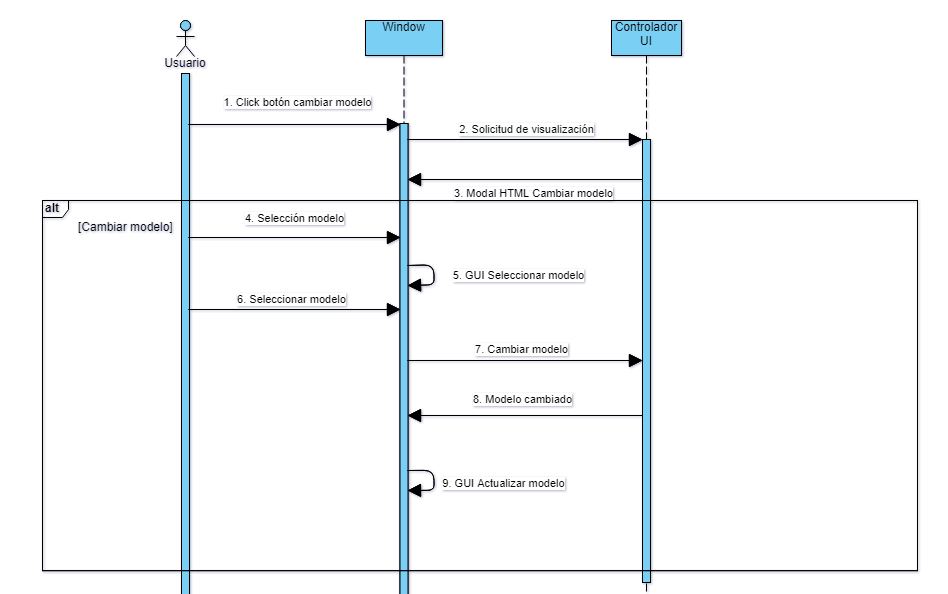 Usuario
Window
Controlador
UI
1. Click botón cambiar modelo
2. Solicitud de visualización
3. Modal HTML Cambiar modelo
alt
[Cambiar modelo]
4. Selección modelo
5. GUI Seleccionar modelo
6. Seleccionar modelo
7. Cambiar modelo
8. Modelo cambiado
9. GUI Actualizar modelo